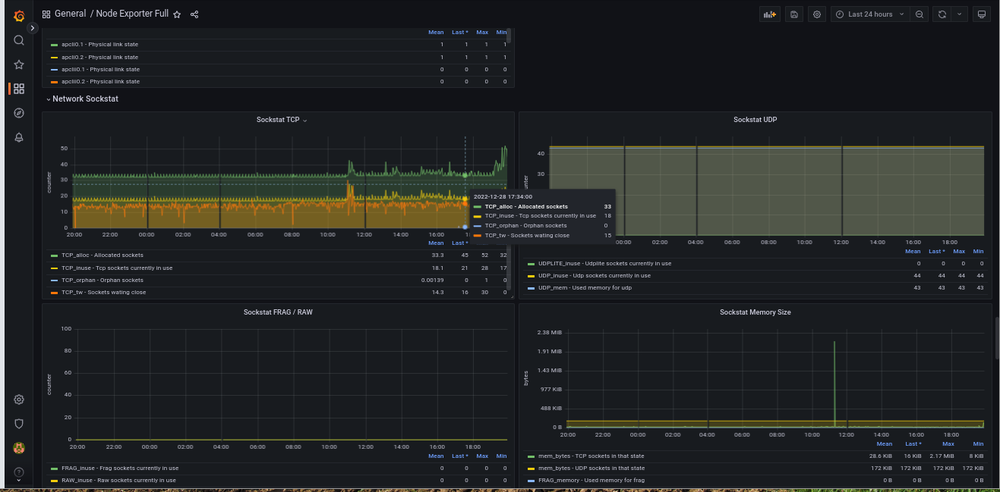 General / Node Exporter Full
Last 24 hours
Mean Last * Max Min
apcli0.1 - Physical link state 1 1 1 1
apcli0.2 - Physical link state 1 1 1 1
apclii0.1 - Physical link state 0 0 0 0
apclii0.2 - Physical link state 0 0 0 0
Network Sockstat
Sockstat TCP
counter
50
40
30
20
10
0
20:00 22:00 00:00 02:00 04:00 06:00 08:00 10:00 12:00 14:00 16:00
Mean Last * Max Min
TCP_alloc - Allocated sockets 33.3 45 52 32
TCP_inuse - Tcp sockets currently in use 18.1 21 28 17
TCP_orphan - Orphan sockets 0.00139 0 1 0
TCP_tw - Sockets wating close 14.3 16 30 0
2022-12-28 17:34:00
TCP_alloc - Allocated sockets 33
TCP_inuse - Tcp sockets currently in use 18
TCP_orphan - Orphan sockets 0
TCP_tw - Sockets wating close 15
Sockstat UDP
40
30
00:00 02:00 04:00 06:00 08:00 10:00 12:00 14:00 16:00 18:00
Mean Last * Max Min
UDPLITE_inuse - Udplite sockets currently in use 0 0 0 0
UDP_inuse - Udp sockets currently in use 44 44 44 44
UDP_mem - Used memory for udp 43 43 43 43
Sockstat FRAG / RAW
counter
100
80
60
40
20
0
20:00 22:00 00:00 02:00 04:00 06:00 08:00 10:00 12:00 14:00 16:00 18:00
Mean Last * Max Min
FRAG_inuse - Frag sockets currently in use 0 0 0 0
RAW_inuse - Raw sockets currently in use 0 0 0 0
Sockstat Memory Size
bytes
2.38 MiB
1.91 MiB
1.43 MiB
977 KiB
488 KiB
0 B
20:00 22:00 00:00 02:00 04:00 06:00 08:00 10:00 12:00 14:00 16:00 18:00
Mean Last * Max Min
mem_bytes - TCP sockets in that state 28.6 KiB 16 KiB 2.17 MiB 8 KiB
mem_bytes - UDP sockets in that state 172 KiB 172 KiB 172 KiB 172 KiB
FRAG_memory - Used memory for frag 0 B 0 B 0 B 0 B